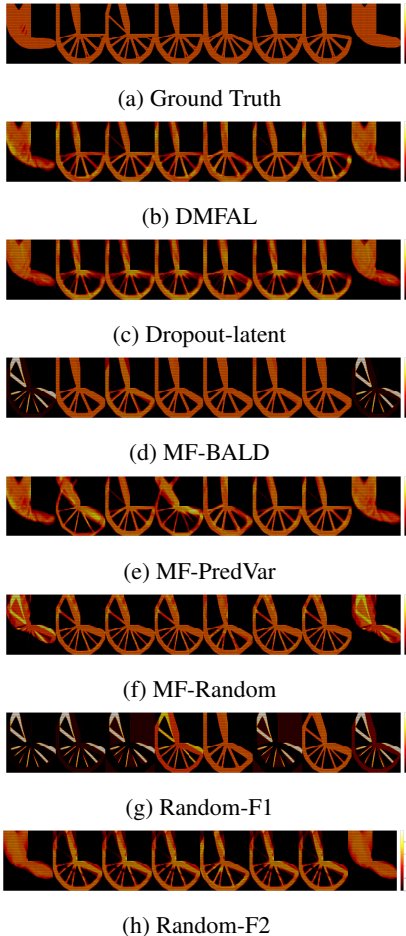 (a) Ground Truth
(b) DMFAL
(c) Dropout-latent
(d) MF-BALD
(e) MF-PredVar
(f) MF-Random
(g) Random-F1
(h) Random-F2